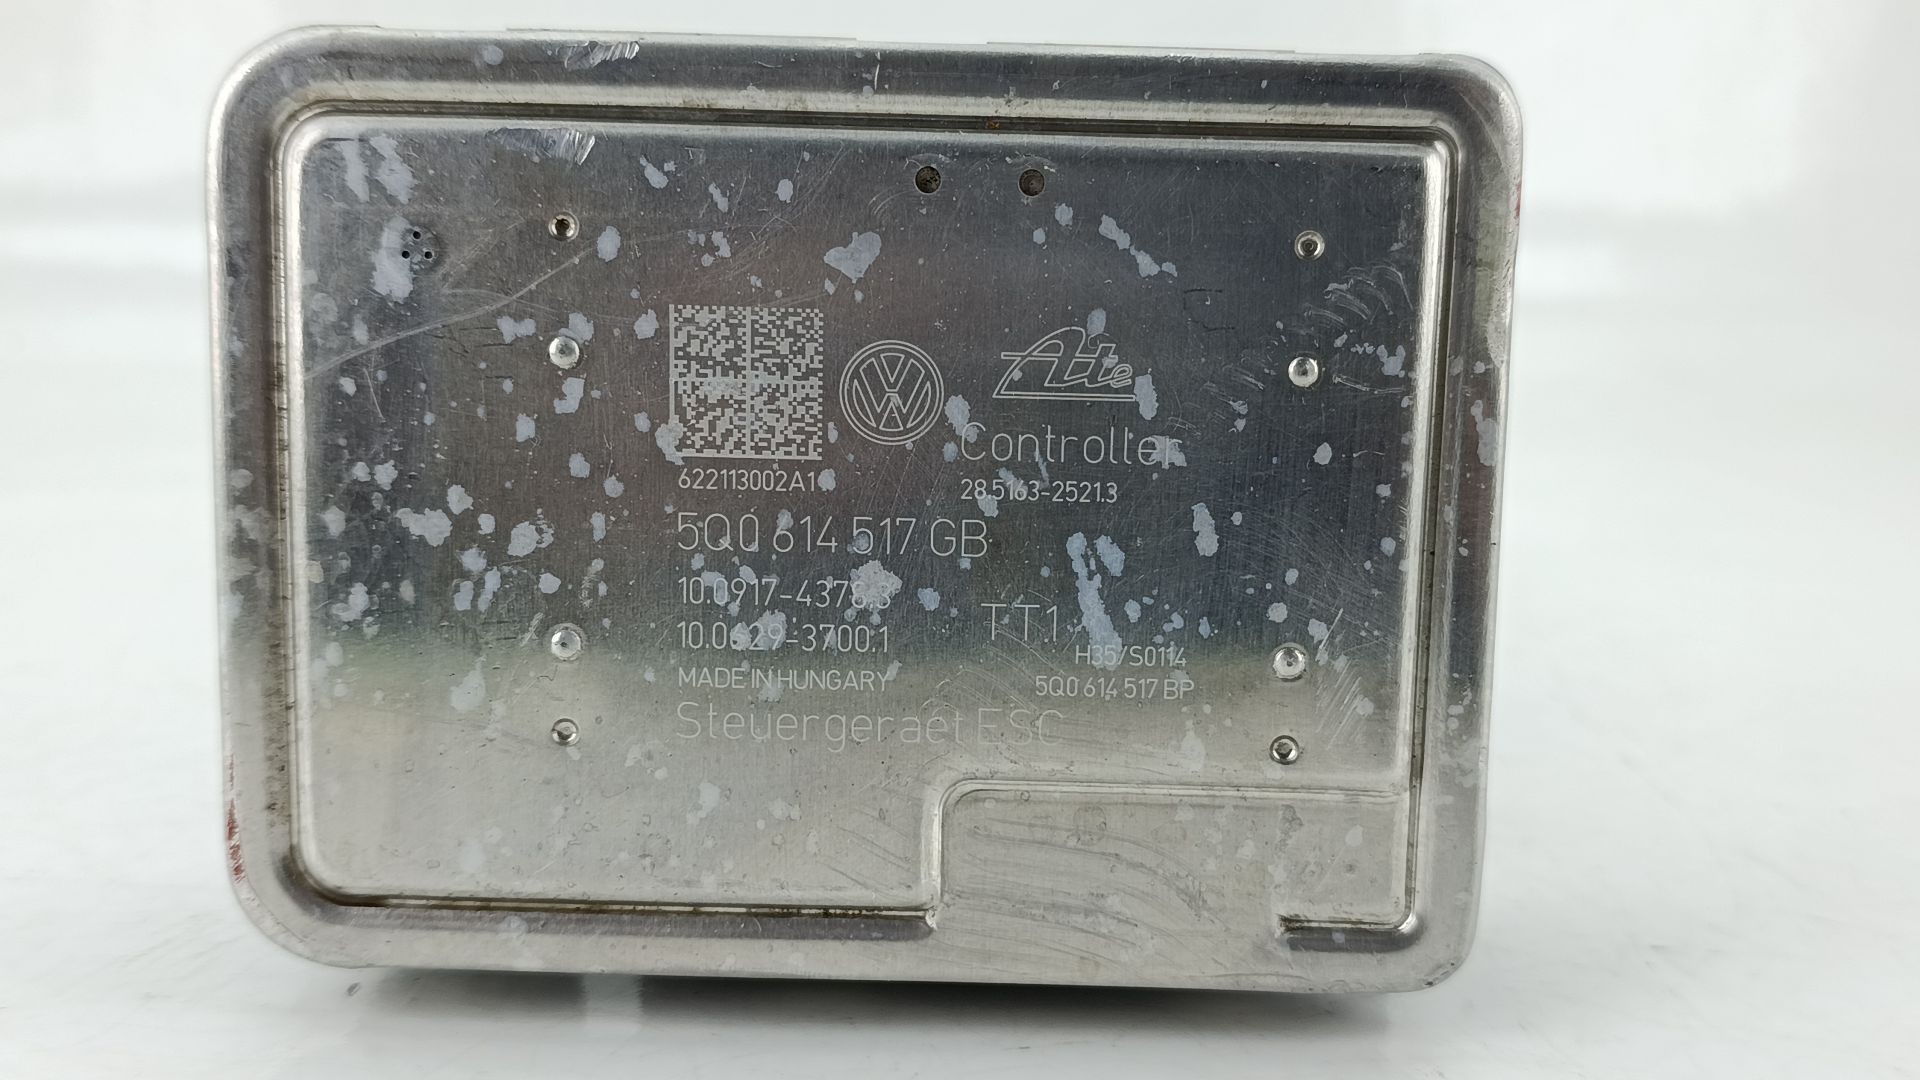 Ate
Controller
622113002A1
28.5163-2521.3
5Q0 614 517 GB
10.0917-4378.3
10.0629-3700.1
TT1
H35/S0114
MADE IN HUNGARY
5Q0 614 517 BP
Steuergeraet ESC